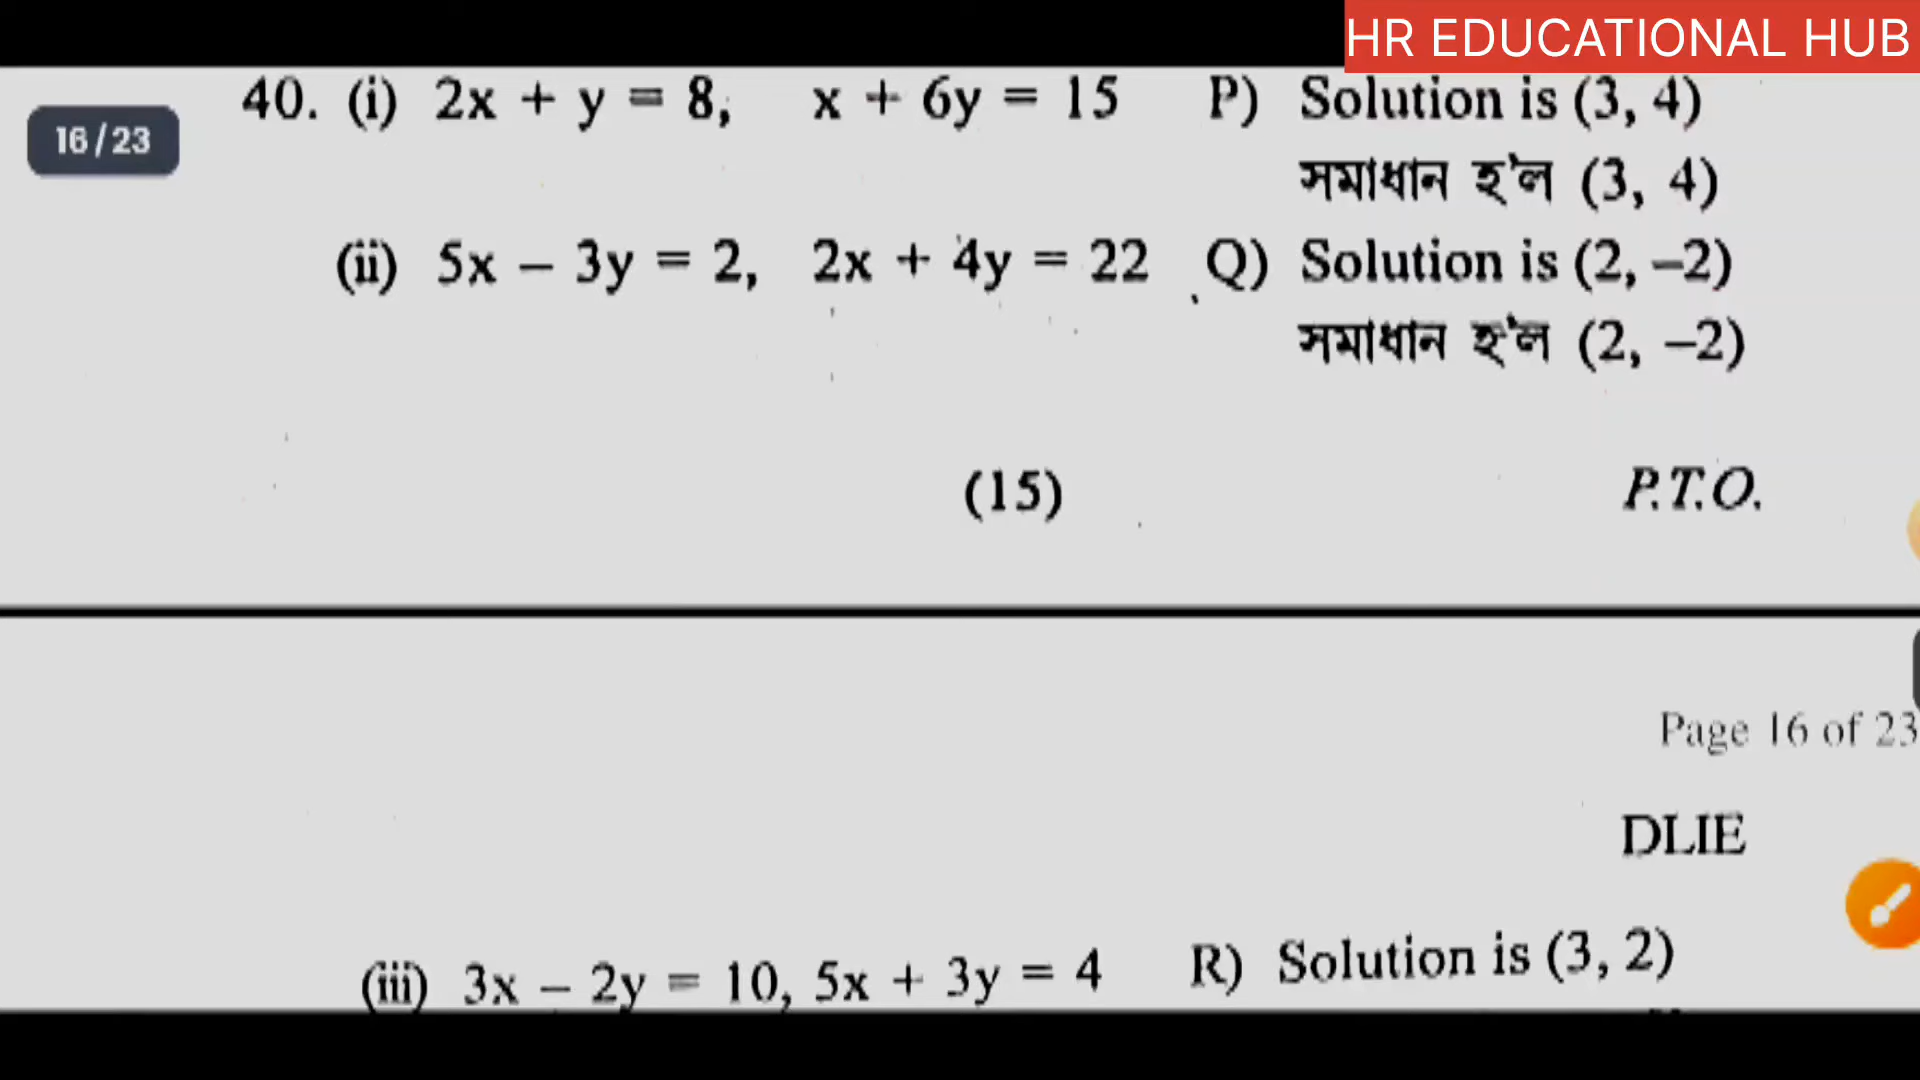 HR EDUCATIONAL HUB
16/23
40. (i) 2x + y = 8, x + 6y = 15 P) Solution is (3, 4)
সমাধান হ'ল (3, 4)
(ii) 5x – 3y = 2, 2x + 4y = 22 Q) Solution is (2, –2)
সমাধান হ'ল (2, –2)
(15) P.T.O.
Page 16 of 23
DLIE
(iii) 3x – 2y = 10, 5x + 3y = 4 R) Solution is (3, 2)